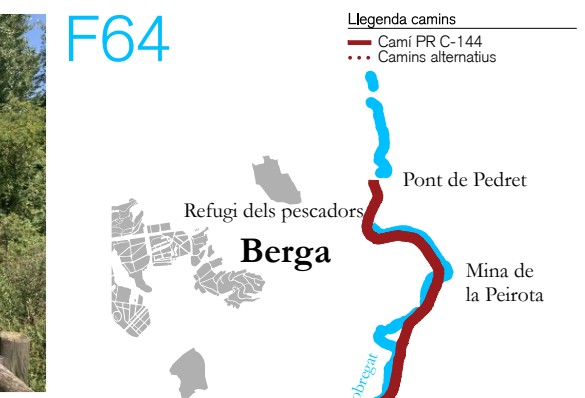 F64
Llegenda camins
Camí PR C-144
Camins alternatius
Pont de Pedret
Refugi dels pescadors
Berga
Mina de
la Peirota